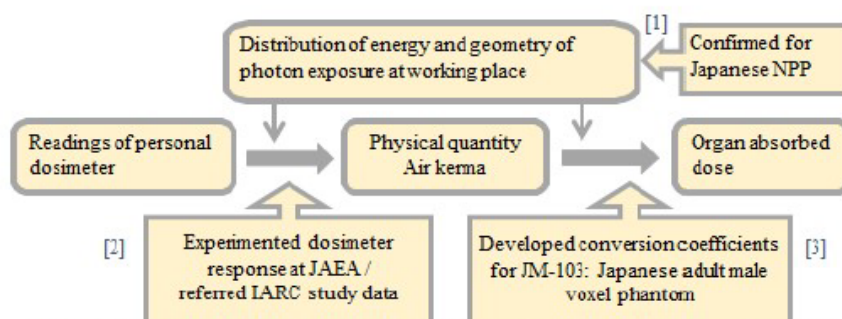 [1]
Distribution of energy and geometry of
photon exposure at working place
Confirmed for
Japanese NPP
Readings of personal
dosimeter
Physical quantity
Air kerma
Organ absorbed
dose
[2]
Experimented dosimeter
response at JAEA /
referred IARC study data
Developed conversion coefficients
for JM-103: Japanese adult male
voxel phantom
[3]